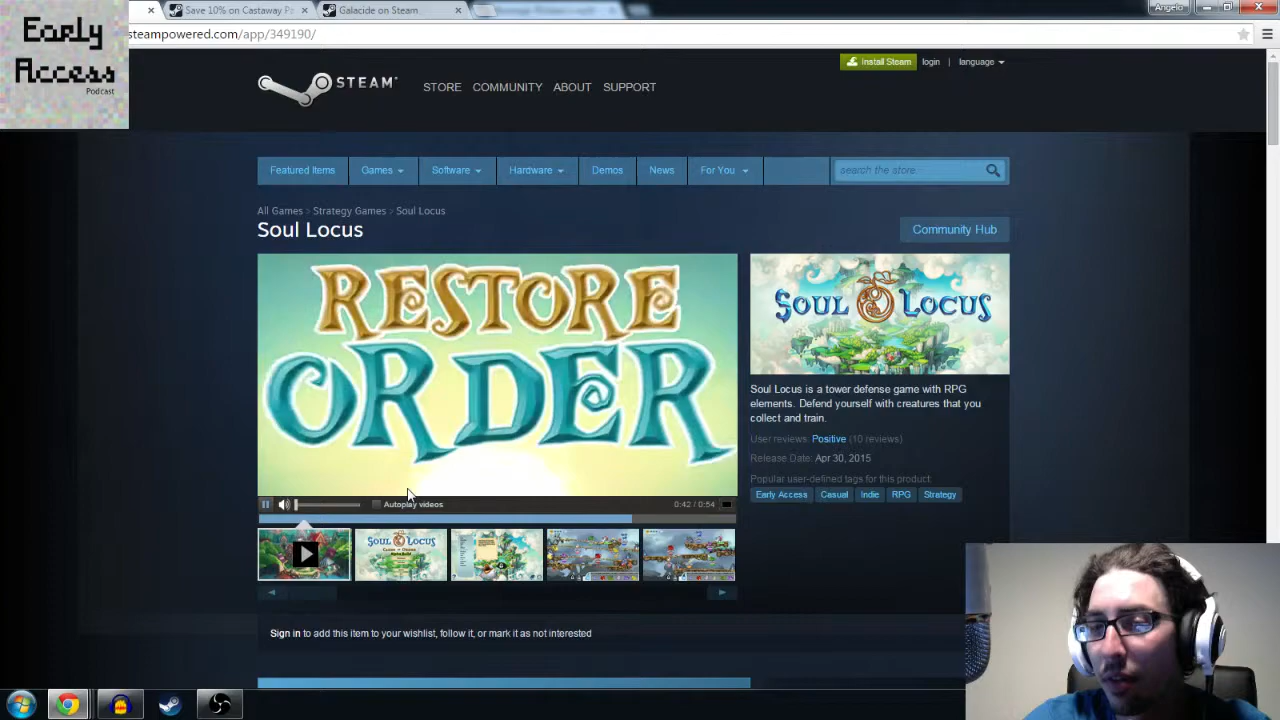 Early
Access
Podcast
Save 10% on Castaway Pa
Galacide on Steam
Angelo
steampowered.com/app/349190/
Install Steam
login
language
STEAM
STORE
COMMUNITY
ABOUT
SUPPORT
Featured Items
Games
Software
Hardware
Demos
News
For You
search the store
All Games > Strategy Games > Soul Locus
Soul Locus
Community Hub
RESTORE
ORDER
SOUL LOCUS
Soul Locus is a tower defense game with RPG
elements. Defend yourself with creatures that you
collect and train.
User reviews: Positive (10 reviews)
Release Date: Apr 30, 2015
Popular user-defined tags for this product:
Early Access
Casual
Indie
RPG
Strategy
Autoplay videos
0:42 / 0:54
SOUL LOCUS
Sign in to add this item to your wishlist, follow it, or mark it as not interested